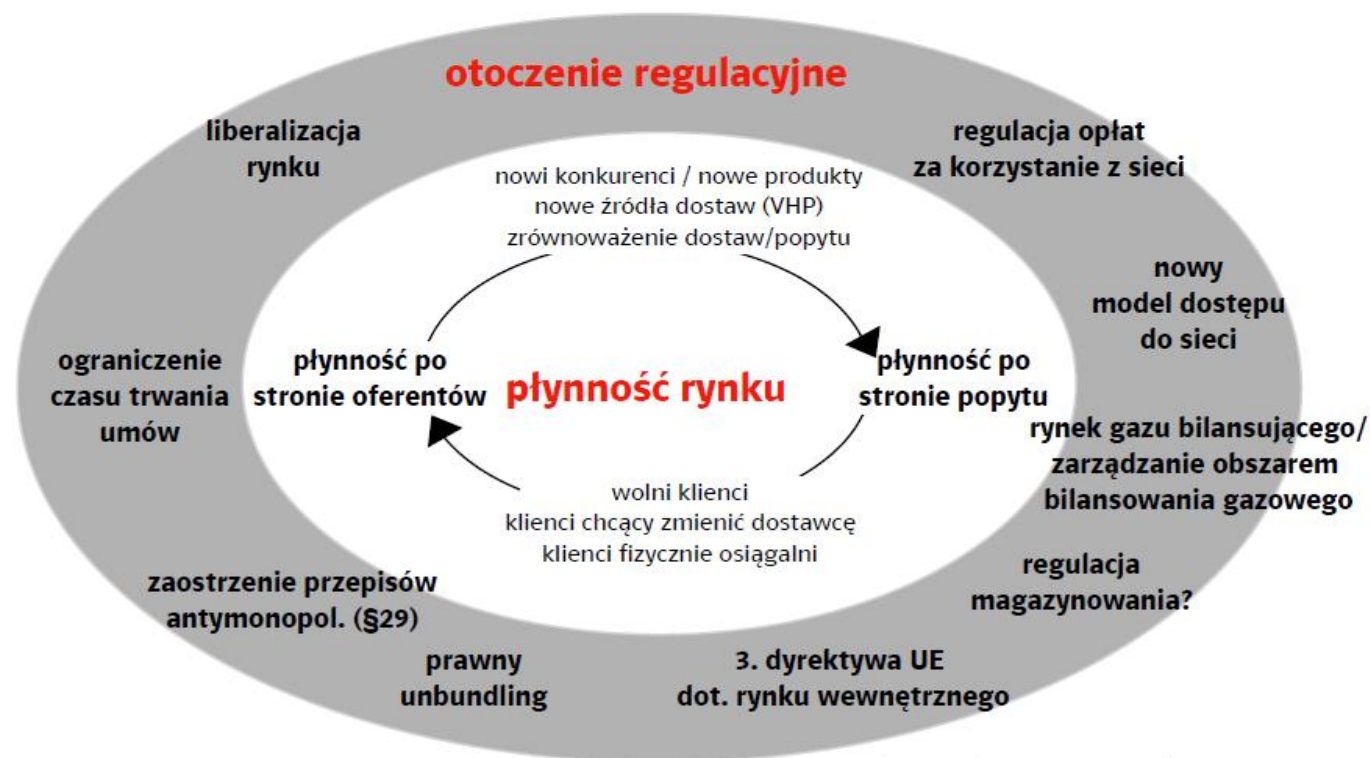 otoczenie regulacyjne
liberalizacja
rynku
regulacja opłat
za korzystanie z sieci
nowi konkurenci / nowe produkty
nowe źródła dostaw (VHP)
zrównoważenie dostaw/popytu
nowy
model dostępu
do sieci
ograniczenie
czasu trwania
umów
płynność po
stronie oferentów
płynność rynku
płynność po
stronie popytu
rynek gazu bilansującego/
zarządzanie obszarem
bilansowania gazowego
wolni klienci
klienci chcący zmienić dostawcę
klienci fizycznie osiągalni
regulacja
magazynowania?
zaostrzenie przepisów
antymonopol. (§29)
prawny
unbundling
3. dyrektywa UE
dot. rynku wewnętrznego